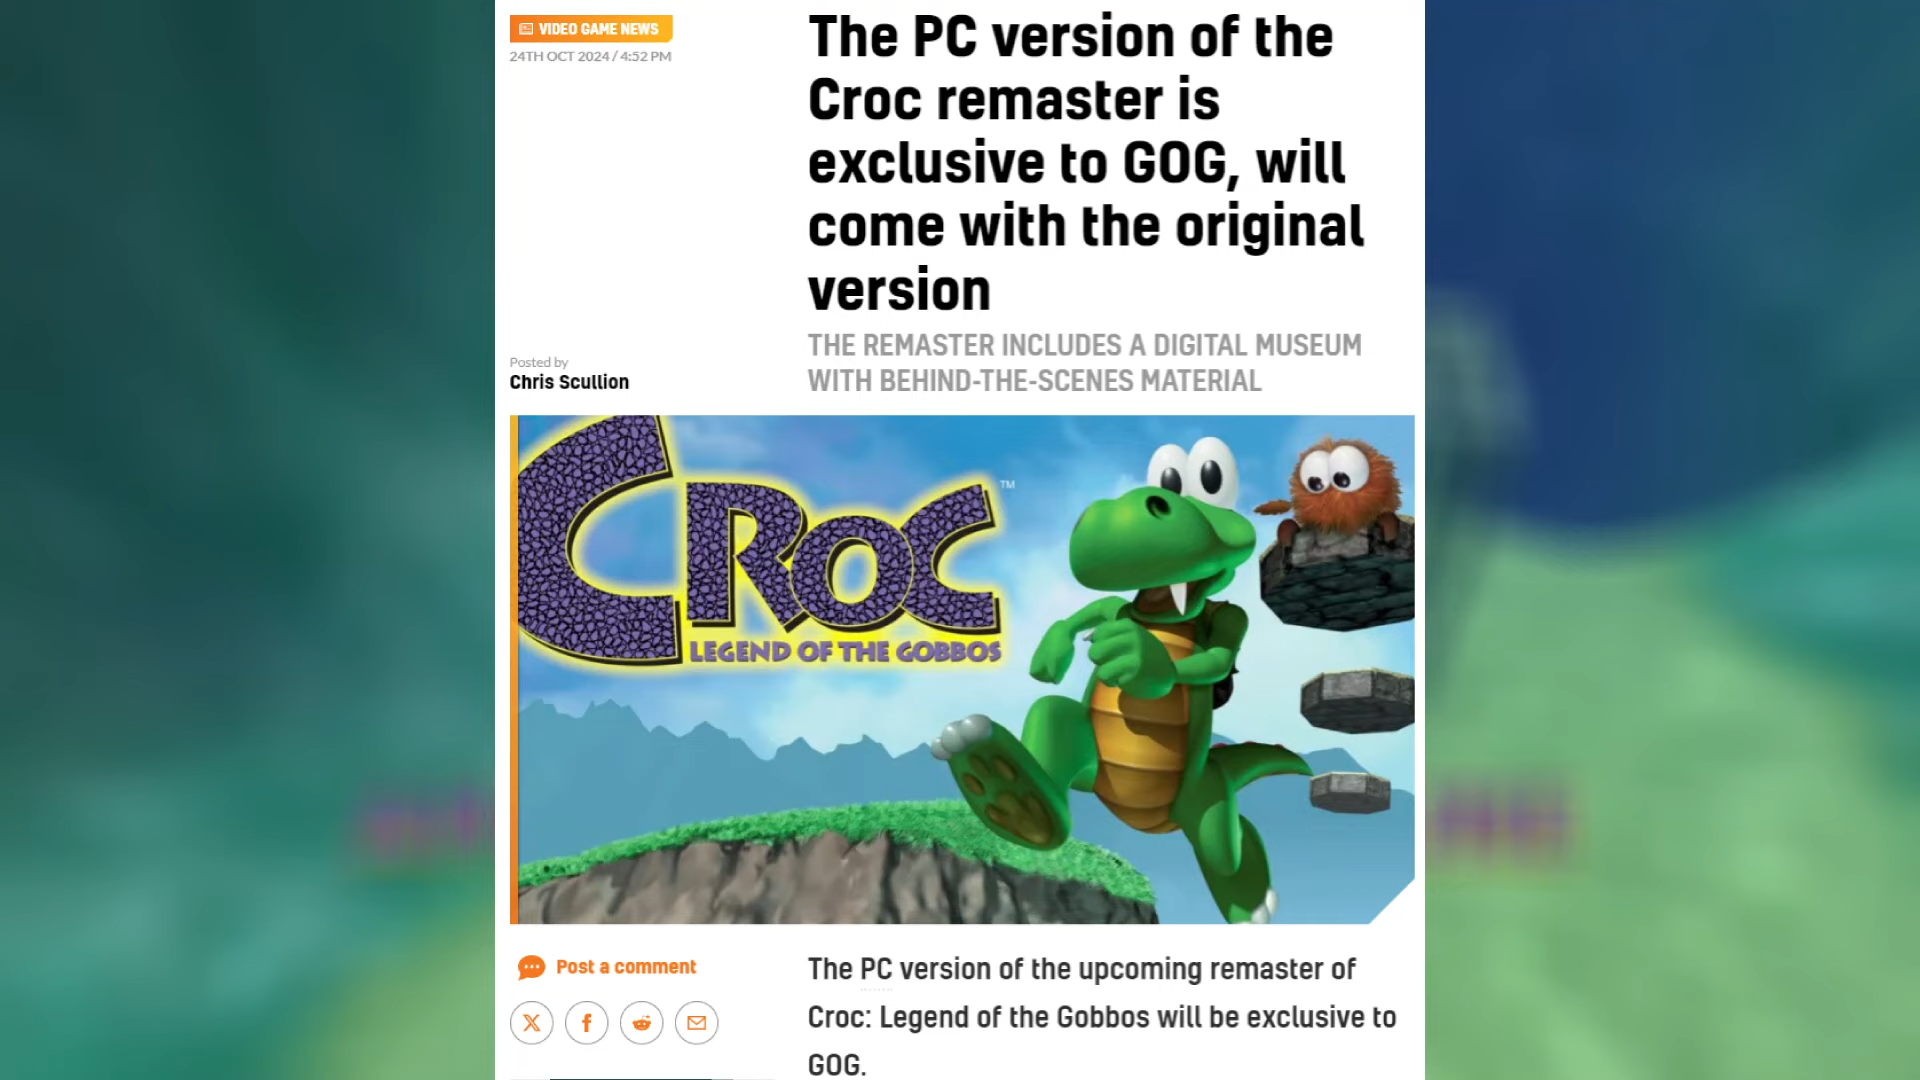 VIDEO GAME NEWS
24TH OCT 2024 / 4:52 PM
The PC version of the
Croc remaster is
exclusive to GOG, will
come with the original
version
THE REMASTER INCLUDES A DIGITAL MUSEUM
WITH BEHIND-THE-SCENES MATERIAL
Posted by
Chris Scullion
CROC
TM
LEGEND OF THE GOBBOS
Post a comment
The PC version of the upcoming remaster of
Croc: Legend of the Gobbos will be exclusive to
GOG.